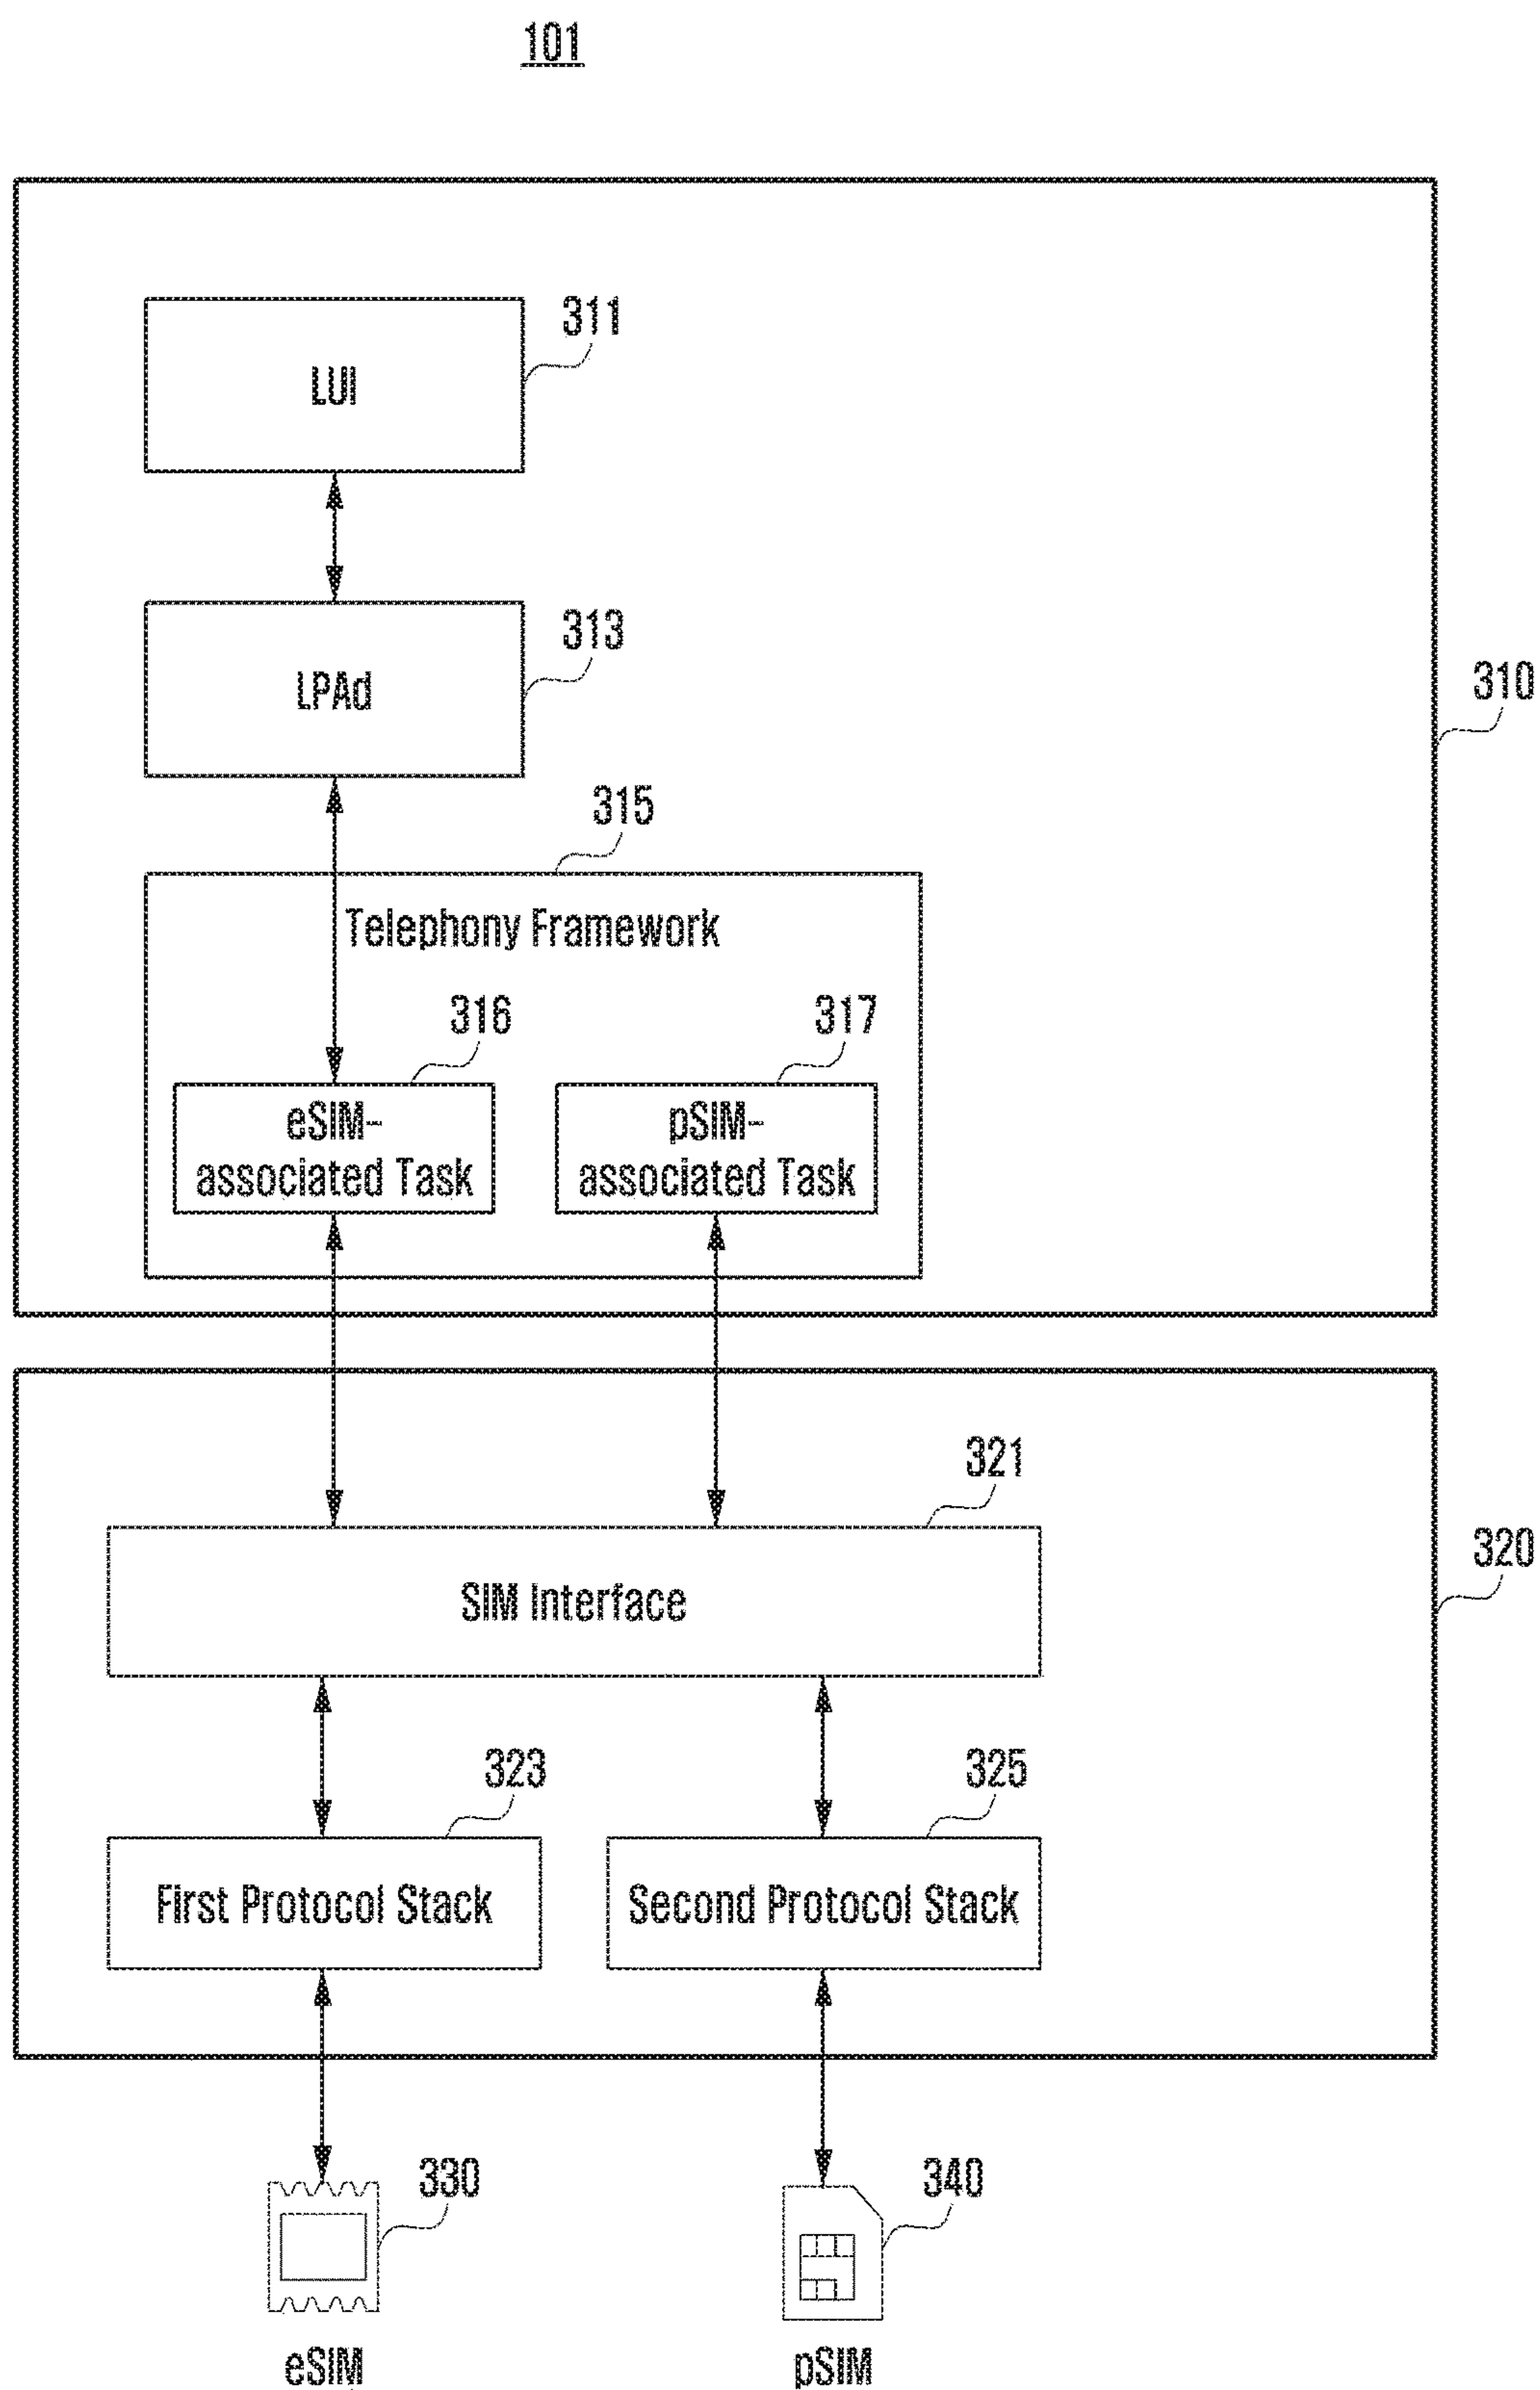 101
311
LUI
313
LPAd
310
315
Telephony Framework
316
317
eSIM-
associated Task
pSIM-
associated Task
321
320
SIM Interface
323
325
First Protocol Stack
Second Protocol Stack
330
340
eSIM
pSIM